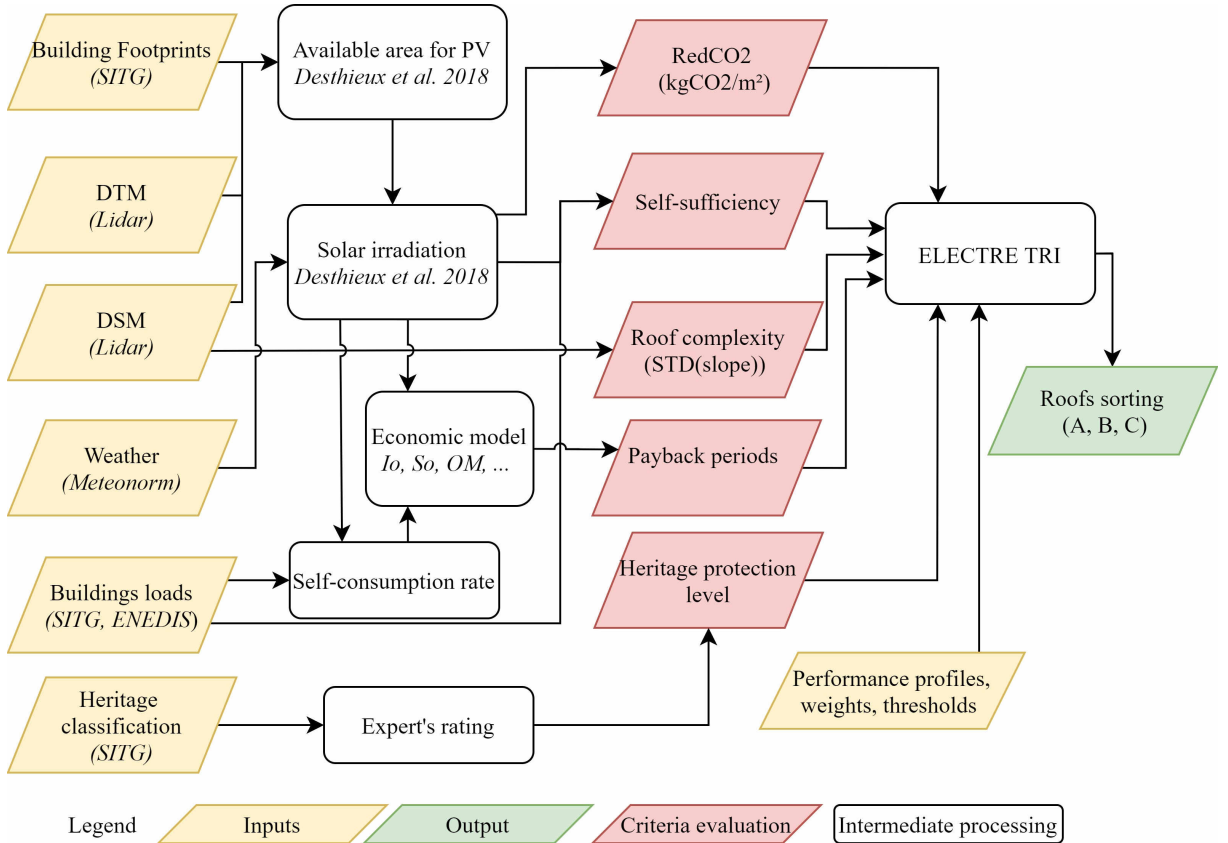 Building Footprints
(SITG)
Available area for PV
Desthieux et al. 2018
RedCO2
(kgCO2/m²)
DTM
(Lidar)
Solar irradiation
Desthieux et al. 2018
Self-sufficiency
ELECTRE TRI
DSM
(Lidar)
Roof complexity
(STD(slope))
Roofs sorting
(A, B, C)
Weather
(Meteonorm)
Economic model
Io, So, OM, ...
Payback periods
Buildings loads
(SITG, ENEDIS)
Self-consumption rate
Heritage protection
level
Heritage
classification
(SITG)
Expert's rating
Performance profiles,
weights, thresholds
Legend
Inputs
Output
Criteria evaluation
Intermediate processing